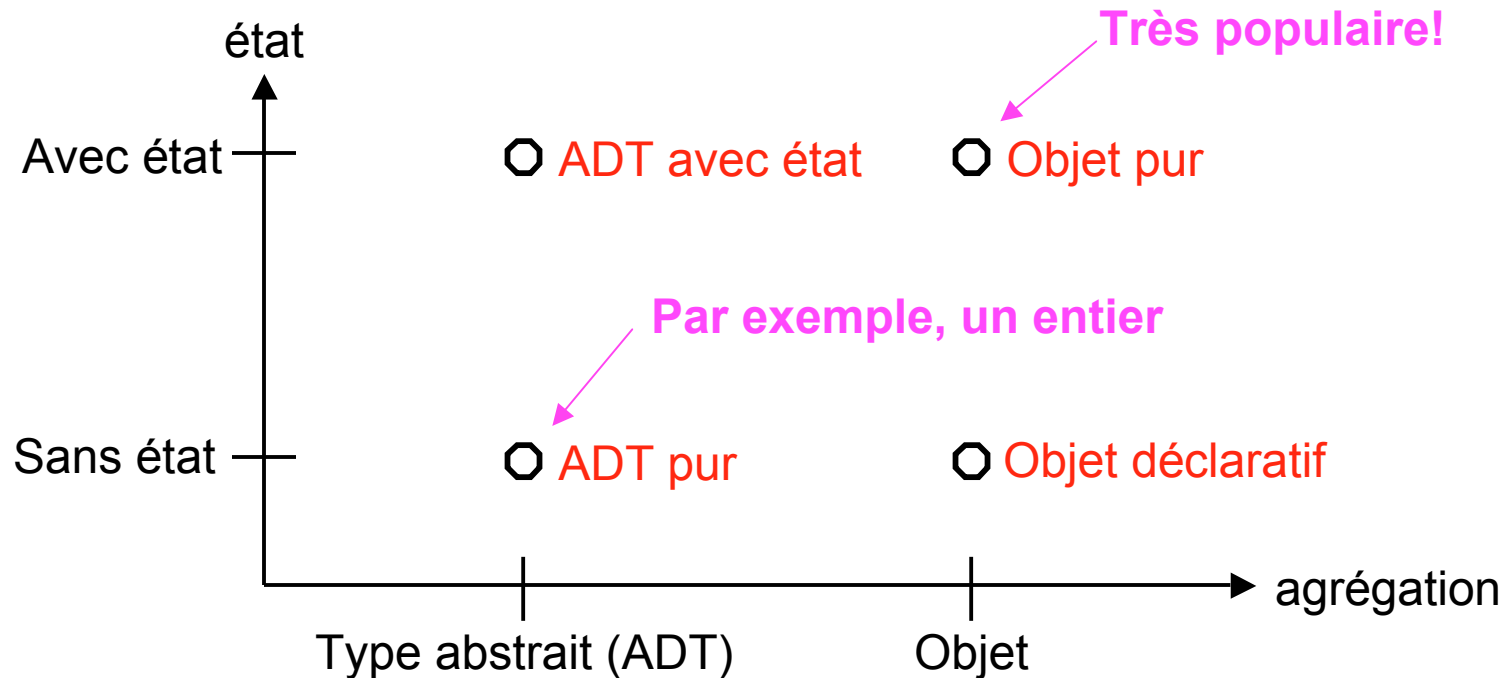 Très populaire!
état
Avec état
ADT avec état
Objet pur
Par exemple, un entier
Sans état
ADT pur
Objet déclaratif
agrégation
Type abstrait (ADT)
Objet